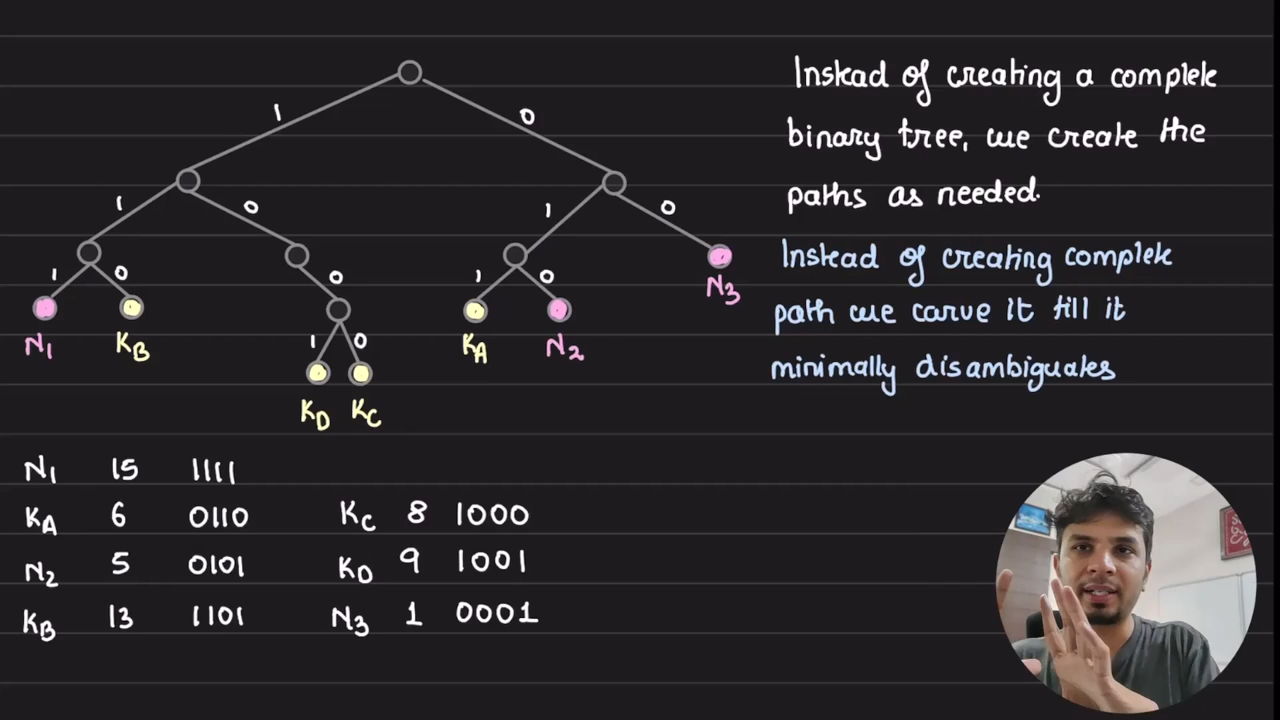 Instead of creating a complete
binary tree, we create the
paths as needed.
Instead of creating complete
path we carve it till it
minimally disambiguates
1
0
1
0
1
0
1
0
0
1
0
1
0
N1
KB
KD
KC
KA
N2
N3
N1 15 1111
KA 6 0110
N2 5 0101
KB 13 1101
KC 8 1000
KD 9 1001
N3 1 0001